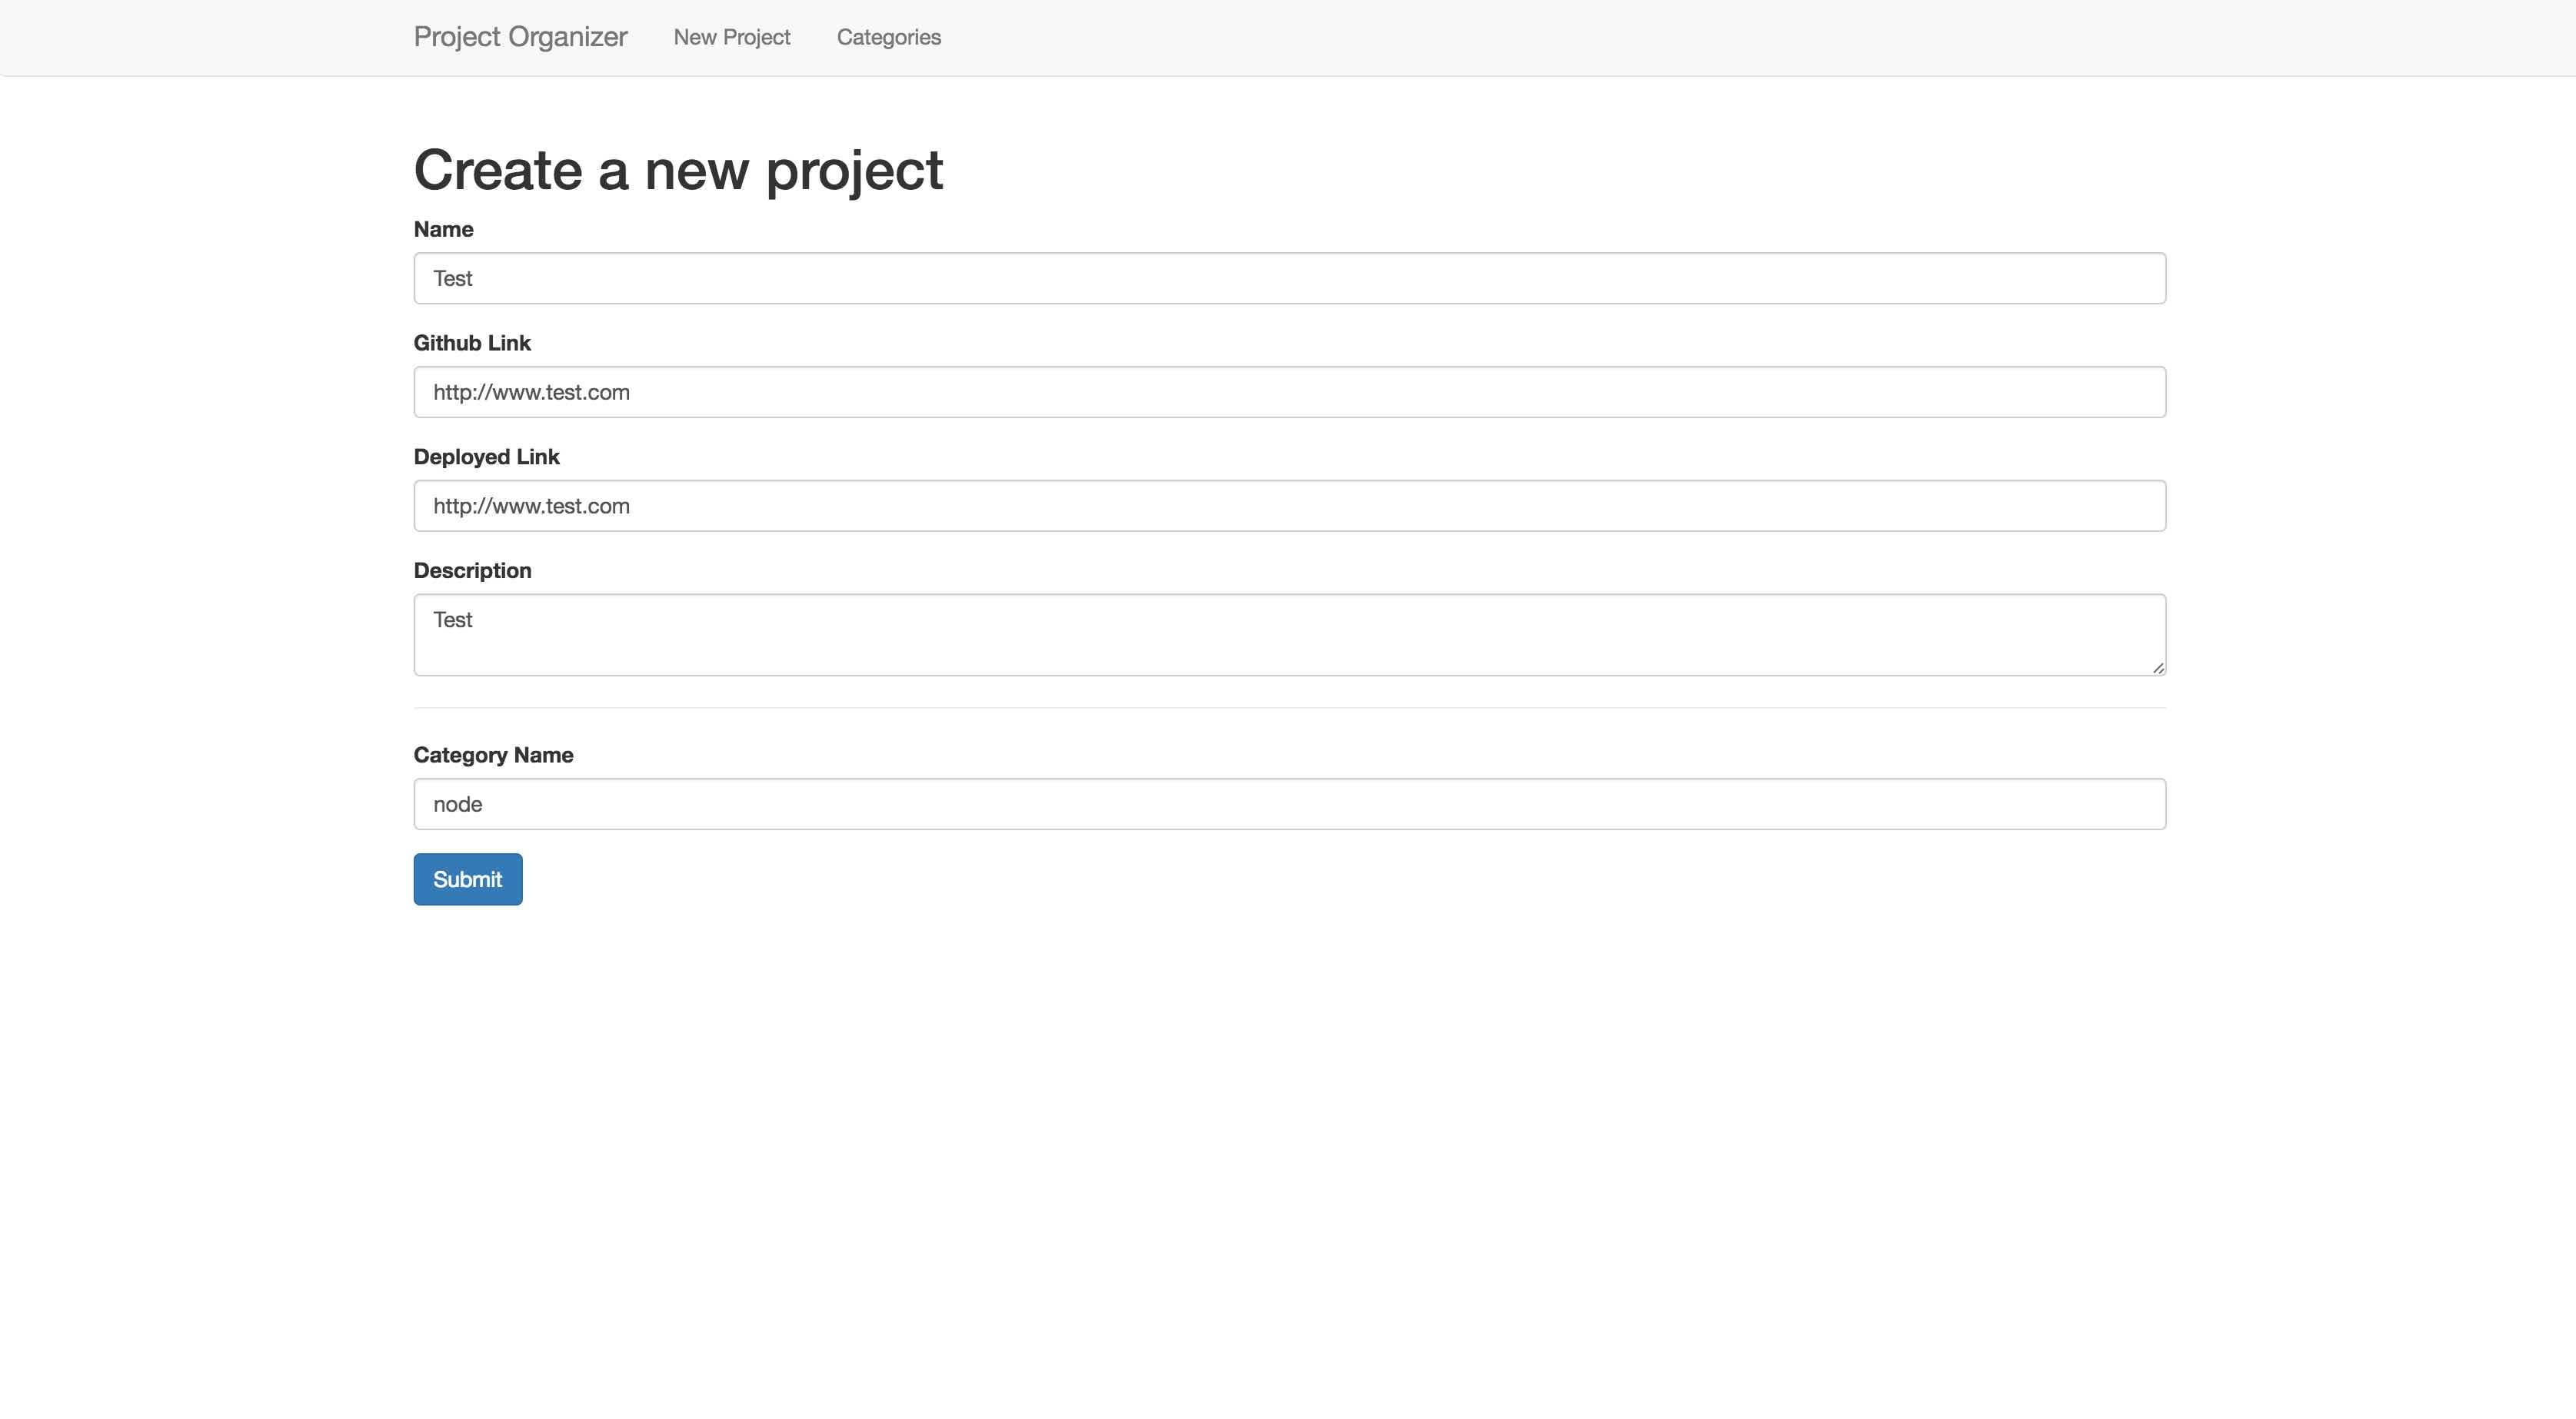 Project Organizer New Project Categories
Create a new project
Name
Test
Github Link
http://www.test.com
Deployed Link
http://www.test.com
Description
Test
Category Name
node
Submit